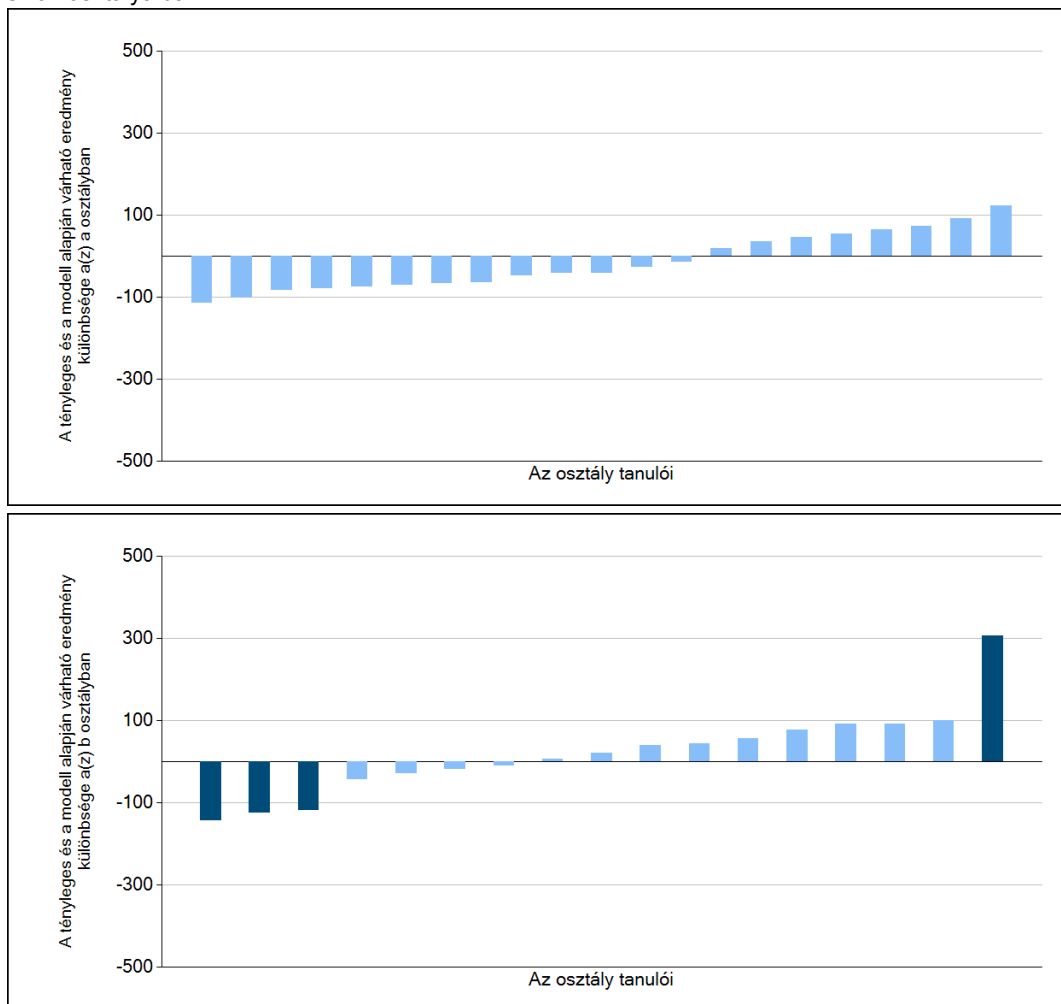 500
300
100
-100
-300
-500
A tényleges és a modell alapján várható eredmény
különbsége a(z) a osztályban
Az osztály tanulói
500
300
100
-100
-300
-500
A tényleges és a modell alapján várható eredmény
különbsége a(z) b osztályban
Az osztály tanulói